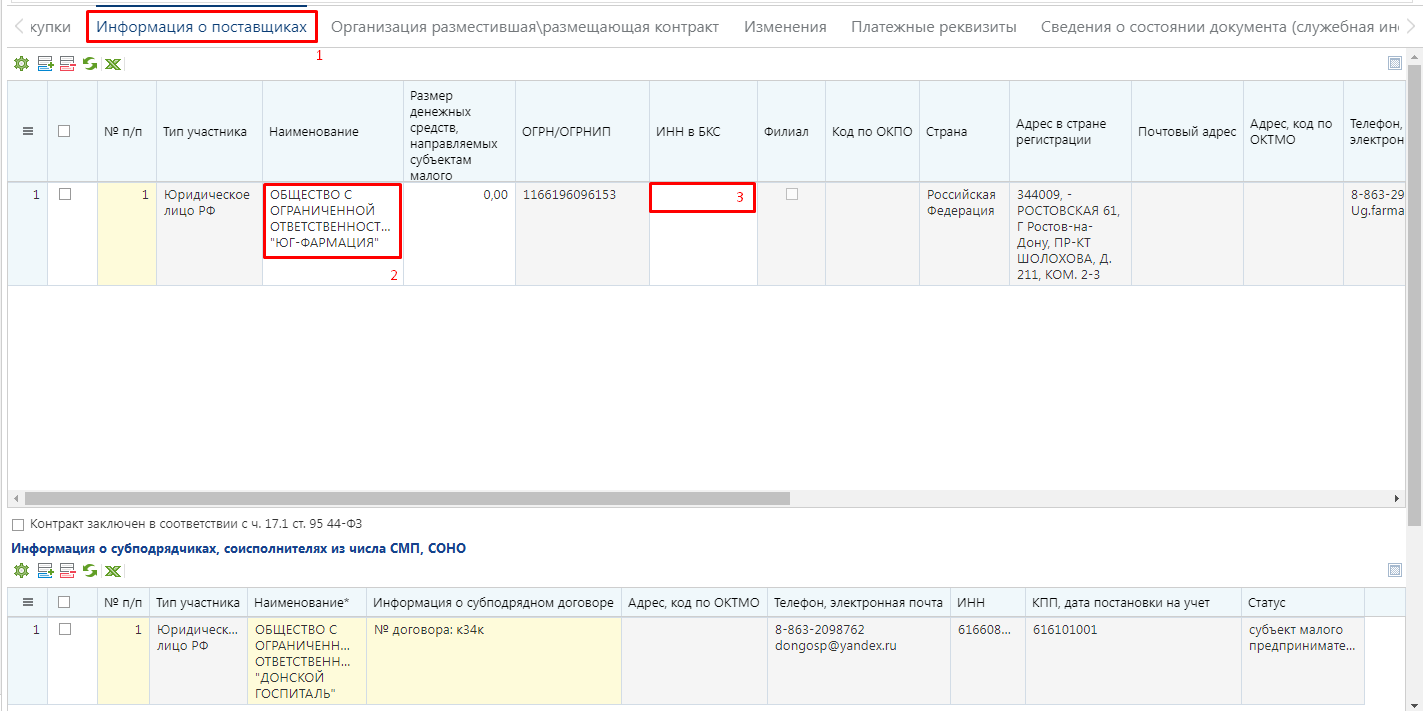 купки
Информация о поставщиках
Организация разместившая\размещающая контракт
Изменения
Платежные реквизиты
Сведения о состоянии документа (служебная ин
1
№ п/п
Тип участника
Наименование
Размер
денежных
средств,
направляемых
субъектам
малого
ОГРН/ОГРНИП
ИНН в БКС
Филиал
Код по ОКПО
Страна
Адрес в стране
регистрации
Почтовый адрес
Адрес, код по
ОКТМО
Телефон,
электрон
1
1
Юридическое
лицо РФ
ОБЩЕСТВО С
ОГРАНИЧЕННОЙ
ОТВЕТСТВЕННОСТ...
"ЮГ-ФАРМАЦИЯ"
2
0,00
1166196096153
3
Российская
Федерация
344009, -
РОСТОВСКАЯ 61,
Г Ростов-на-
Дону, ПР-КТ
ШОЛОХОВА, Д.
211, КОМ. 2-3
8-863-29
Ug.farma
Контракт заключен в соответствии с ч. 17.1 ст. 95 44-ФЗ
Информация о субподрядчиках, соисполнителях из числа СМП, СОНО
№ п/п
Тип участника
Наименование*
Информация о субподрядном договоре
Адрес, код по ОКТМО
Телефон, электронная почта
ИНН
КПП, дата постановки на учет
Статус
1
1
Юридическ...
лицо РФ
ОБЩЕСТВО С
ОГРАНИЧЕНН...
ОТВЕТСТВЕНН...
"ДОНСКОЙ
ГОСПИТАЛЬ"
№ договора: к34к
8-863-2098762
dongosp@yandex.ru
616608...
616101001
субъект малого
предпринимате...